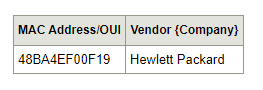 MAC Address/OUI Vendor {Company}
48BA4EF00F19 Hewlett Packard